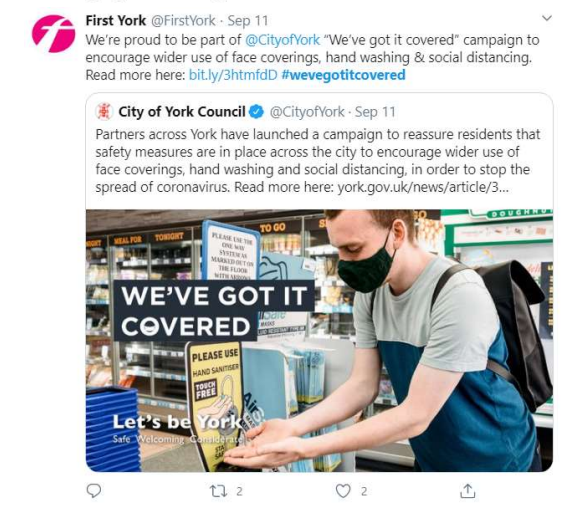 First York @FirstYork · Sep 11
We're proud to be part of @CityofYork "We've got it covered" campaign to
encourage wider use of face coverings, hand washing & social distancing.
Read more here: bit.ly/3htmfdD #wevegotitcovered
City of York Council @CityofYork · Sep 11
Partners across York have launched a campaign to reassure residents that
safety measures are in place across the city to encourage wider use of
face coverings, hand washing and social distancing, in order to stop the
spread of coronavirus. Read more here: york.gov.uk/news/article/3...
DOUGHNUT
TO GO
MEAL FOR TONIGHT
PLEASE USE THE
ONE WAY
SYSTEM AS
MARKED OUT ON
THE FLOOR
WITH ARROWS
WE'VE GOT IT
COVERED
MASKS
PLEASE USE
HAND SANITISER
TOUCH
FREE
Let's be York
Safe Welcoming Considerate
2
2